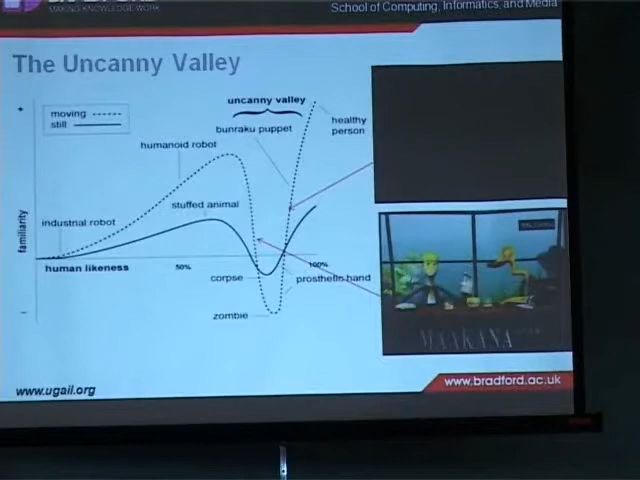 MAKING KNOWLEDGE WORK
School of Computing, Informatics, and Media
The Uncanny Valley
+
moving
still
uncanny valley
bunraku puppet
healthy
person
humanoid robot
stuffed animal
industrial robot
familiarity
human likeness
50%
100%
corpse
prosthetic hand
zombie
–
MAAKANA
www.ugail.org
www.bradford.ac.uk